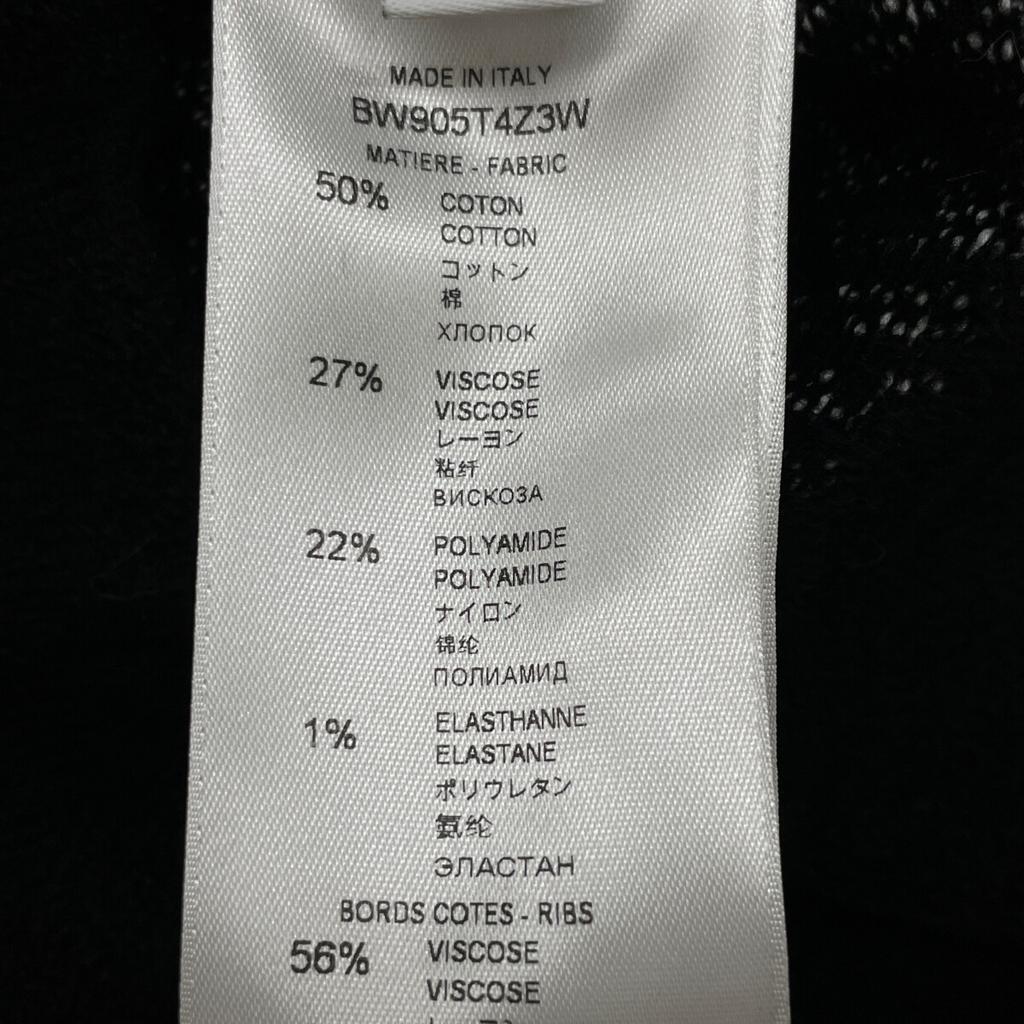 MADE IN ITALY
BW905T4Z3W
MATIERE - FABRIC
50% COTON
COTTON
コットン
棉
ХЛОПОК
27% VISCOSE
VISCOSE
レーヨン
粘纤
ВИСКОЗА
22% POLYAMIDE
POLYAMIDE
ナイロン
锦纶
ПОЛИАМИД
1% ELASTHANNE
ELASTANE
ポリウレタン
氨纶
ЭЛАСТАН
BORDS COTES - RIBS
56% VISCOSE
VISCOSE